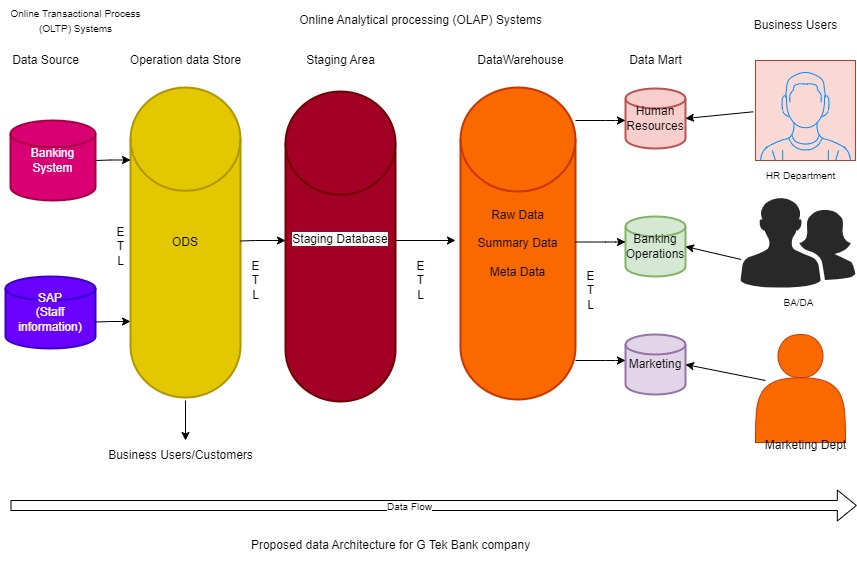 Online Transactional Process
(OLTP) Systems
Online Analytical processing (OLAP) Systems
Business Users
Data Source
Operation data Store
Staging Area
DataWarehouse
Data Mart
Banking
System
SAP
(Staff
information)
E
T
L
ODS
E
T
L
Staging Database
E
T
L
Raw Data
Summary Data
Meta Data
E
T
L
Human
Resources
Banking
Operations
Marketing
HR Department
BA/DA
Marketing Dept
Business Users/Customers
Data Flow
Proposed data Architecture for G Tek Bank company